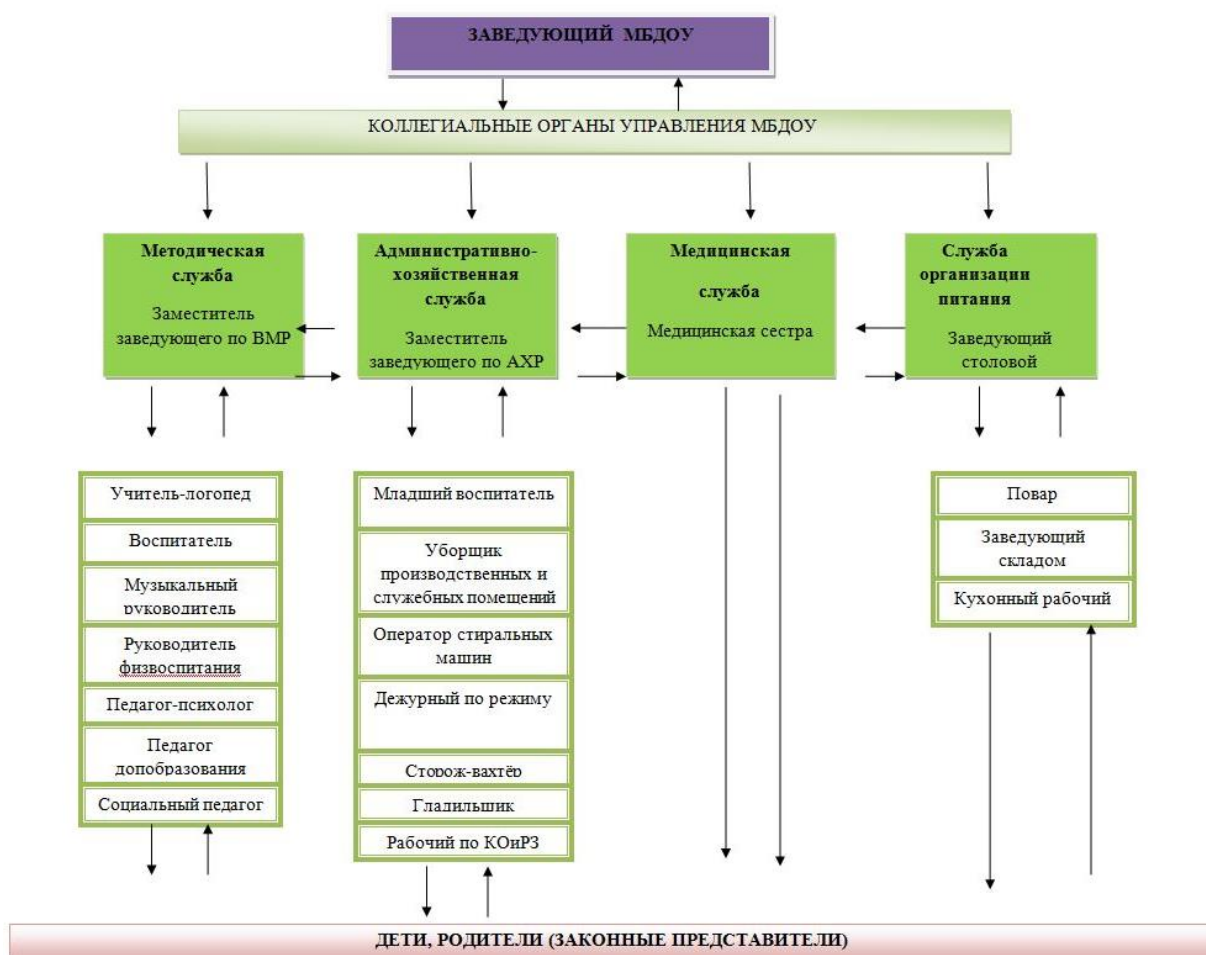 ЗАВЕДУЮЩИЙ МБДОУ
КОЛЛЕГИАЛЬНЫЕ ОРГАНЫ УПРАВЛЕНИЯ МБДОУ
Методическая
служба
Заместитель
заведующего по ВМР
Административно-
хозяйственная
служба
Заместитель
заведующего по АХР
Медицинская
служба
Медицинская сестра
Служба
организации
питания
Заведующий
столовой
Учитель-логопед
Воспитатель
Музыкальный
руководитель
Руководитель
физвоспитания
Педагог-психолог
Педагог
допобразования
Социальный педагог
Младший воспитатель
Уборщик
производственных и
служебных помещений
Оператор стиральных
машин
Дежурный по режиму
Сторож-вахтёр
Гладильшик
Рабочий по КОиРЗ
Повар
Заведующий
складом
Кухонный рабочий
ДЕТИ, РОДИТЕЛИ (ЗАКОННЫЕ ПРЕДСТАВИТЕЛИ)